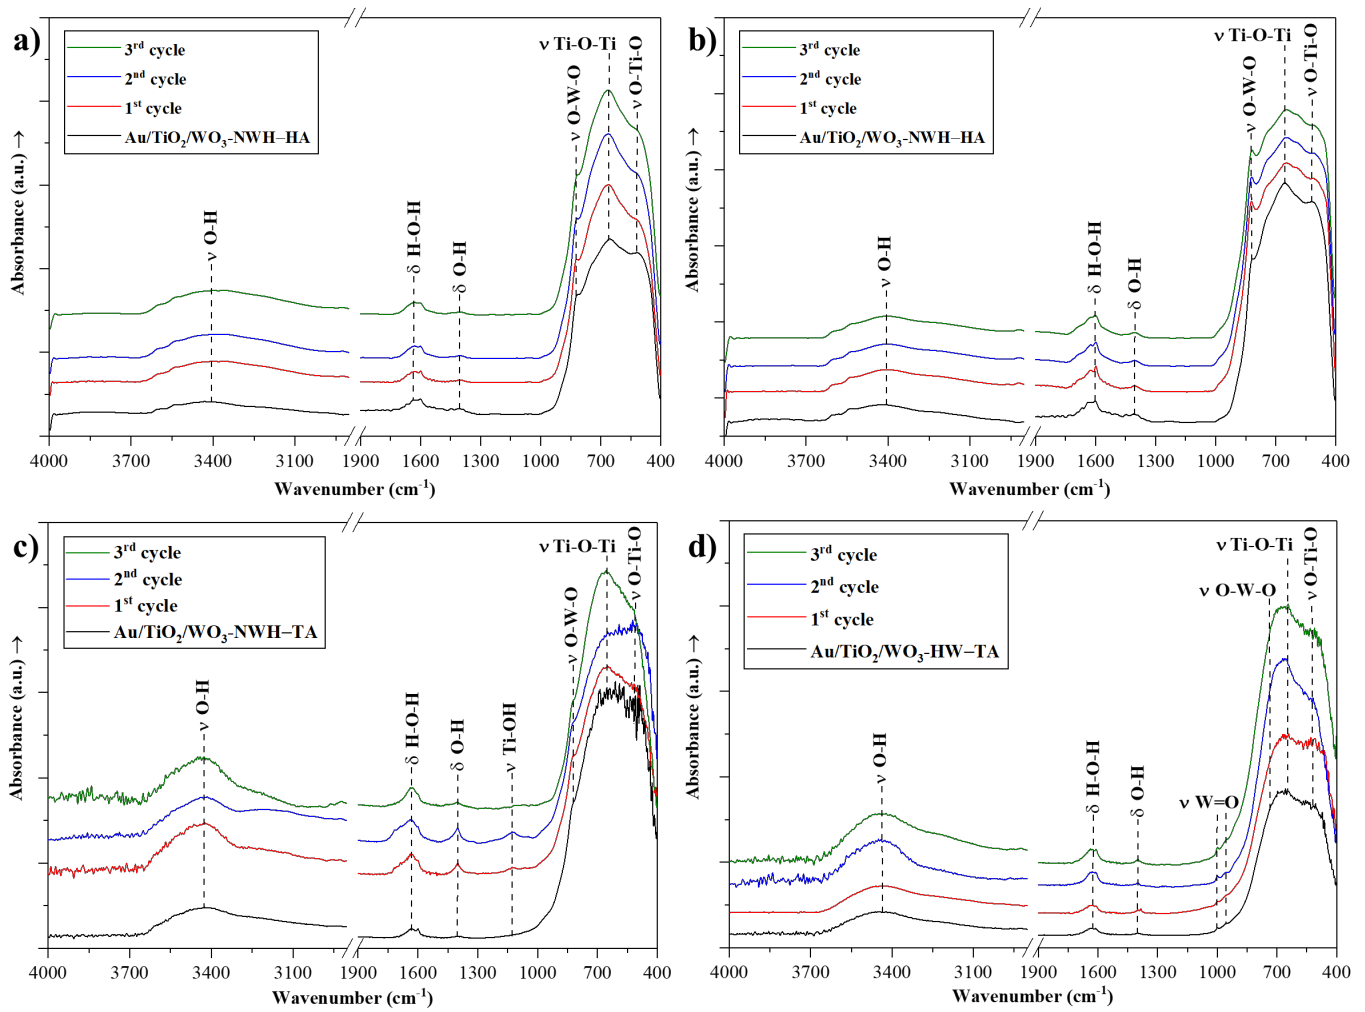 a)
3rd cycle
2nd cycle
1st cycle
Au/TiO2/WO3-NWH–HA
ν O-H
δ H-O-H
δ O-H
ν O-W-O
ν Ti-O-Ti
ν O-Ti-O
Absorbance (a.u.) →
4000 3700 3400 3100 1900 1600 1300 1000 700 400
Wavenumber (cm-1)
b)
3rd cycle
2nd cycle
1st cycle
Au/TiO2/WO3-NWH–HA
ν O-H
δ H-O-H
δ O-H
ν O-W-O
ν Ti-O-Ti
ν O-Ti-O
Absorbance (a.u.) →
4000 3700 3400 3100 1900 1600 1300 1000 700 400
Wavenumber (cm-1)
c)
3rd cycle
2nd cycle
1st cycle
Au/TiO2/WO3-NWH–TA
ν O-H
δ H-O-H
δ O-H
ν Ti-OH
ν O-W-O
ν Ti-O-Ti
ν O-Ti-O
Absorbance (a.u.) →
4000 3700 3400 3100 1900 1600 1300 1000 700 400
Wavenumber (cm-1)
d)
3rd cycle
2nd cycle
1st cycle
Au/TiO2/WO3-HW–TA
ν O-H
δ H-O-H
δ O-H
ν W=O
ν O-W-O
ν Ti-O-Ti
ν O-Ti-O
Absorbance (a.u.) →
4000 3700 3400 3100 1900 1600 1300 1000 700 400
Wavenumber (cm-1)